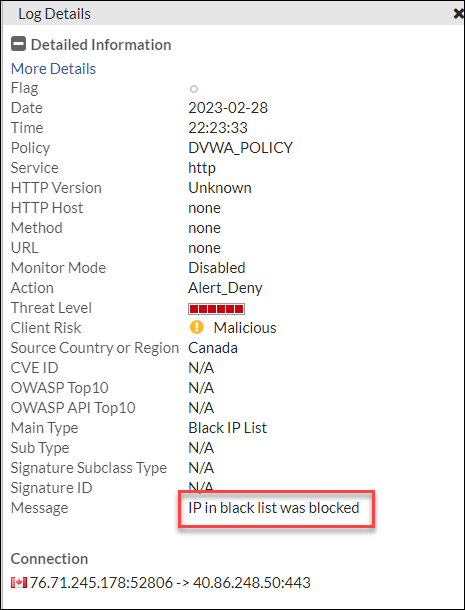 Log Details
Detailed Information
More Details
Flag
Date 2023-02-28
Time 22:23:33
Policy DVWA_POLICY
Service http
HTTP Version Unknown
HTTP Host none
Method none
URL none
Monitor Mode Disabled
Action Alert_Deny
Threat Level
Client Risk Malicious
Source Country or Region Canada
CVE ID N/A
OWASP Top10 N/A
OWASP API Top10 N/A
Main Type Black IP List
Sub Type N/A
Signature Subclass Type N/A
Signature ID N/A
Message IP in black list was blocked
Connection
76.71.245.178:52806 -> 40.86.248.50:443